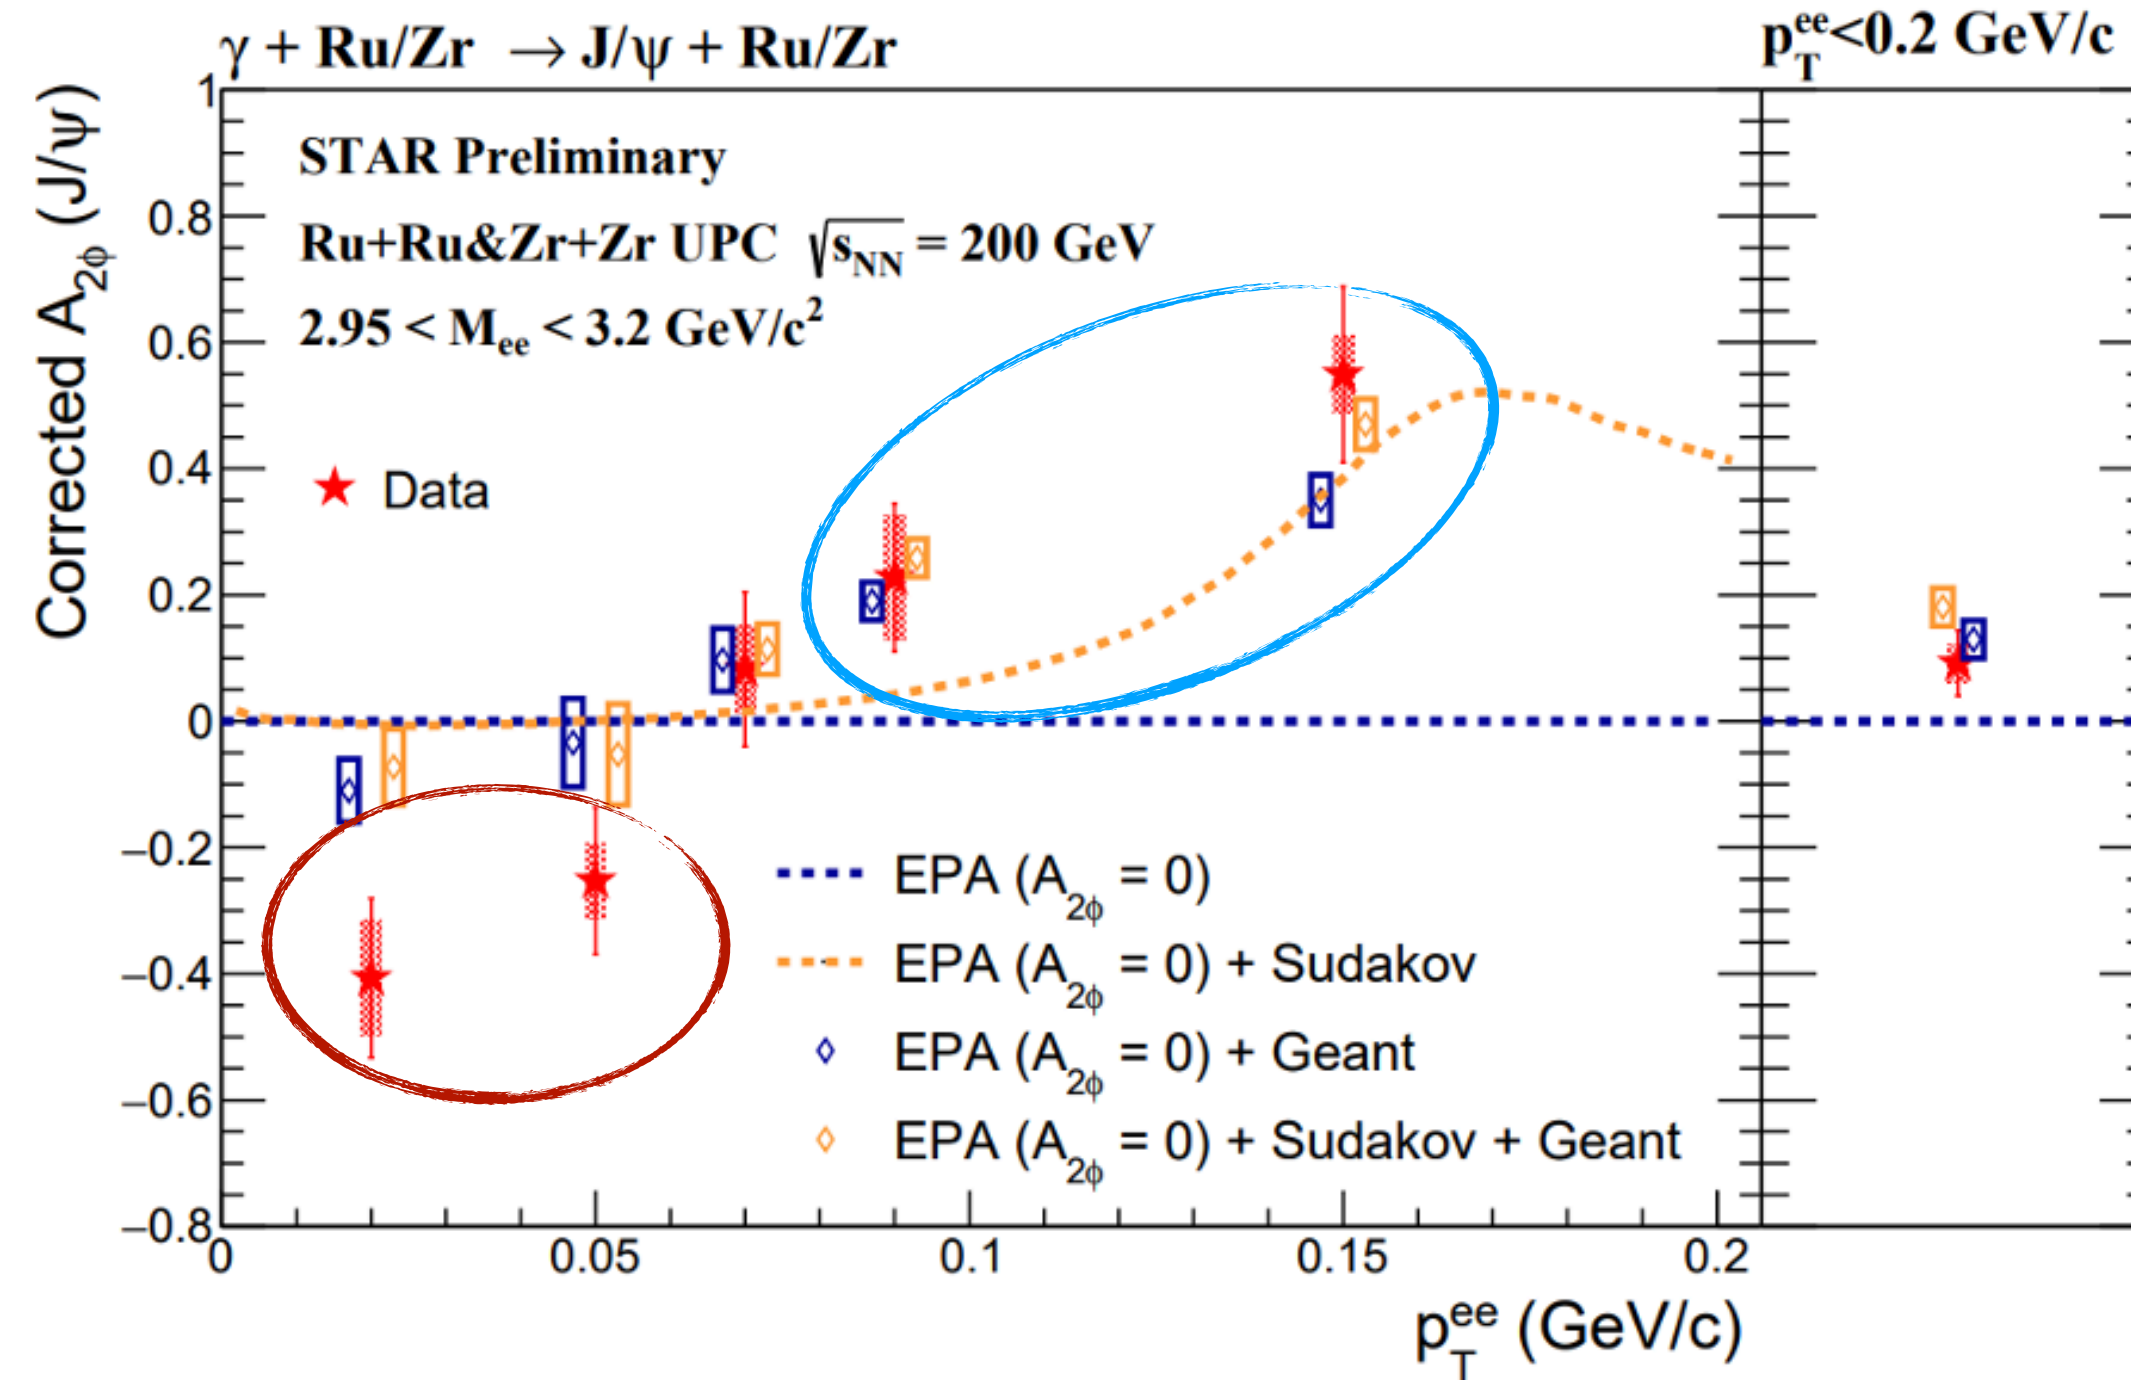 γ + Ru/Zr → J/ψ + Ru/Zr
p_T^ee<0.2 GeV/c
Corrected A_2ϕ (J/ψ)
1
0.8
0.6
0.4
0.2
0
−0.2
−0.4
−0.6
−0.8
STAR Preliminary
Ru+Ru&Zr+Zr UPC √s_NN = 200 GeV
2.95 < M_ee < 3.2 GeV/c²
Data
EPA (A_2ϕ = 0)
EPA (A_2ϕ = 0) + Sudakov
EPA (A_2ϕ = 0) + Geant
EPA (A_2ϕ = 0) + Sudakov + Geant
0 0.05 0.1 0.15 0.2
p_T^ee (GeV/c)